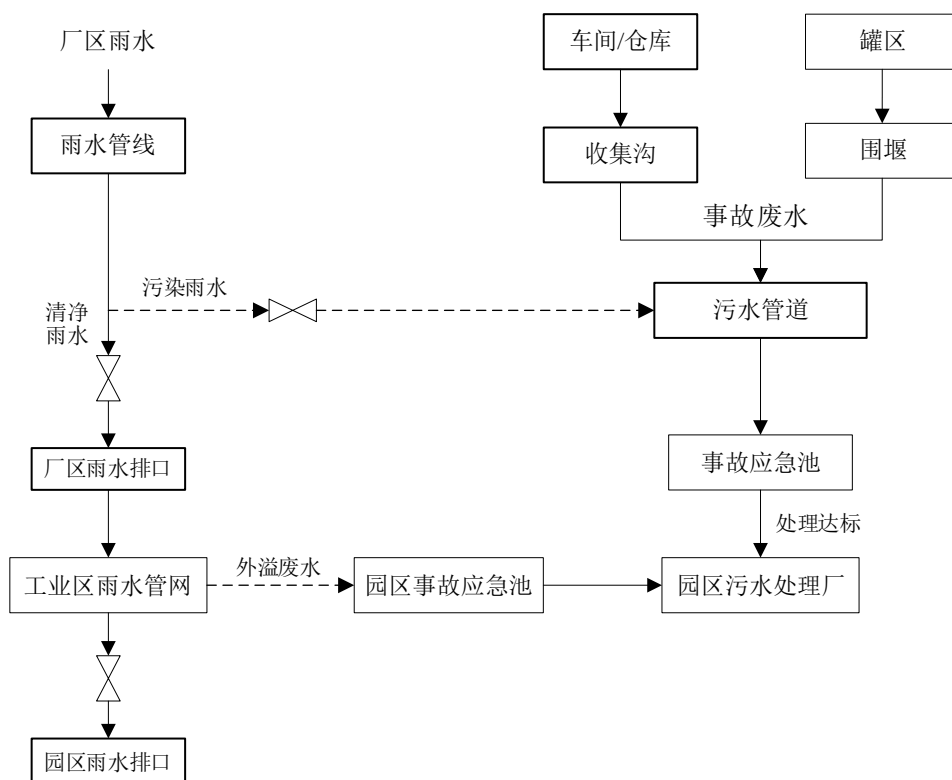 厂区雨水
车间/仓库
罐区
雨水管线
收集沟
围堰
事故废水
污染雨水
清净
雨水
污水管道
厂区雨水排口
事故应急池
处理达标
工业区雨水管网
外溢废水
园区事故应急池
园区污水处理厂
园区雨水排口